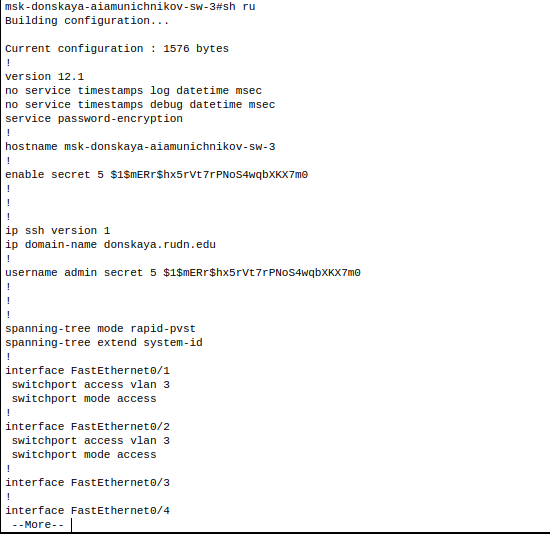 msk-donskaya-aiamunichnikov-sw-3#sh ru
Building configuration...
Current configuration : 1576 bytes
!
version 12.1
no service timestamps log datetime msec
no service timestamps debug datetime msec
service password-encryption
!
hostname msk-donskaya-aiamunichnikov-sw-3
!
enable secret 5 $1$mERr$hx5rVt7rPNoS4wqbXKX7m0
!
!
!
ip ssh version 1
ip domain-name donskaya.rudn.edu
!
username admin secret 5 $1$mERr$hx5rVt7rPNoS4wqbXKX7m0
!
!
!
spanning-tree mode rapid-pvst
spanning-tree extend system-id
!
interface FastEthernet0/1
 switchport access vlan 3
 switchport mode access
!
interface FastEthernet0/2
 switchport access vlan 3
 switchport mode access
!
interface FastEthernet0/3
!
interface FastEthernet0/4
 --More--